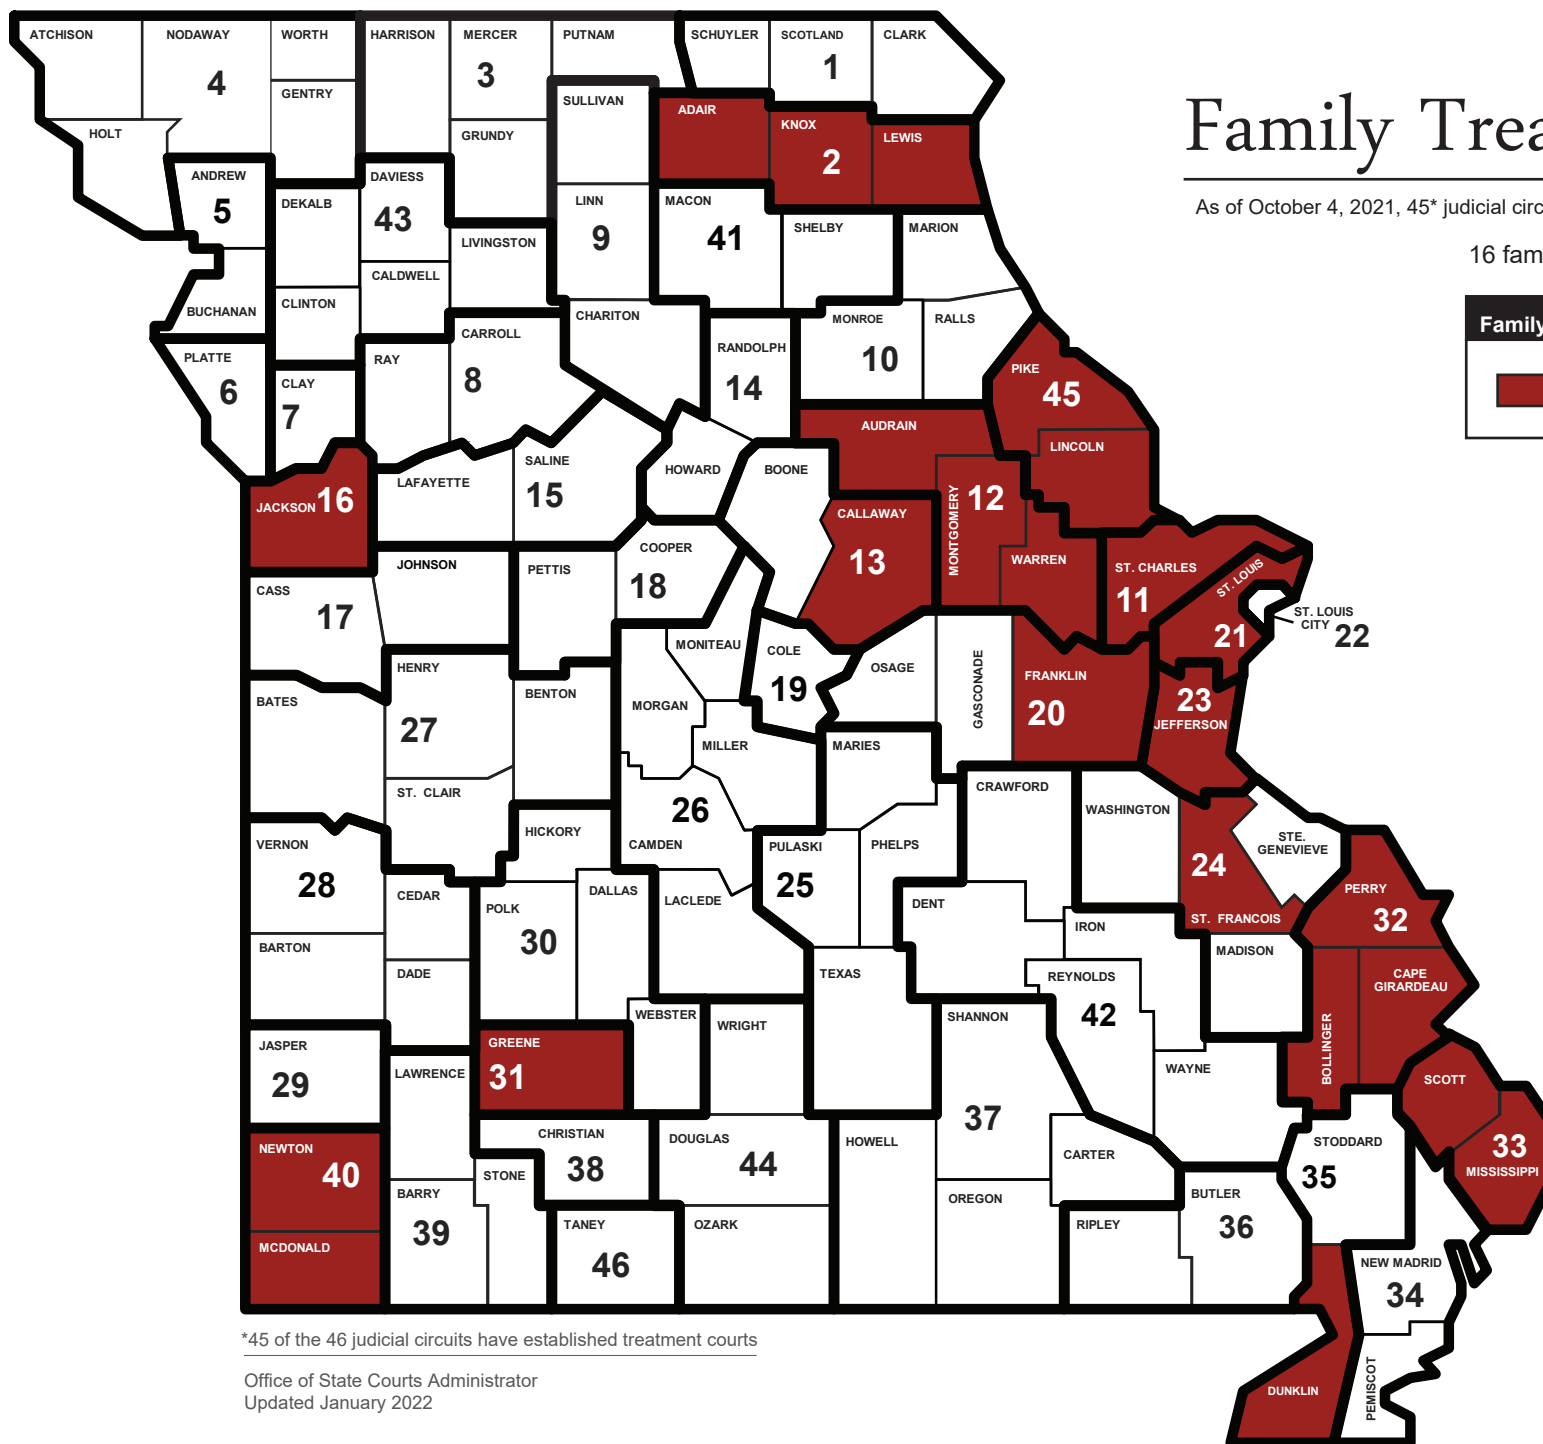 ATCHISON
NODAWAY
WORTH
HARRISON
MERCER
PUTNAM
SCHUYLER
SCOTLAND
CLARK
4
3
1
GENTRY
SULLIVAN
ADAIR
KNOX
LEWIS
HOLT
GRUNDY
2
Family Trea
ANDREW
5
DEKALB
DAVIESS
43
LINN
9
MACON
41
SHELBY
MARION
As of October 4, 2021, 45* judicial circ
LIVINGSTON
16 fam
CALDWELL
BUCHANAN
CLINTON
CHARITON
MONROE
RALLS
Family
PLATTE
6
RAY
CARROLL
8
RANDOLPH
14
10
PIKE
45
CLAY
7
AUDRAIN
LINCOLN
SALINE
15
HOWARD
BOONE
LAFAYETTE
JACKSON 16
CALLAWAY
13
MONTGOMERY
12
WARREN
COOPER
18
JOHNSON
PETTIS
ST. CHARLES
11
ST. LOUIS
21
ST. LOUIS
CITY 22
CASS
17
MONITEAU
COLE
19
OSAGE
GASCONADE
FRANKLIN
20
HENRY
27
BENTON
MORGAN
23
JEFFERSON
BATES
MILLER
MARIES
ST. CLAIR
CRAWFORD
WASHINGTON
26
CAMDEN
HICKORY
VERNON
28
PULASKI
25
PHELPS
STE.
GENEVIEVE
24
ST. FRANCOIS
CEDAR
POLK
30
DALLAS
LACLEDE
DENT
PERRY
32
IRON
BARTON
MADISON
DADE
TEXAS
REYNOLDS
42
CAPE
GIRARDEAU
WEBSTER
WRIGHT
SHANNON
37
BOLLINGER
JASPER
29
LAWRENCE
GREENE
31
WAYNE
SCOTT
CHRISTIAN
38
DOUGLAS
44
HOWELL
CARTER
STODDARD
35
33
MISSISSIPPI
NEWTON
40
BARRY
39
STONE
OREGON
BUTLER
36
TANEY
46
OZARK
RIPLEY
MCDONALD
NEW MADRID
34
DUNKLIN
PEMISCOT
*45 of the 46 judicial circuits have established treatment courts
Office of State Courts Administrator
Updated January 2022